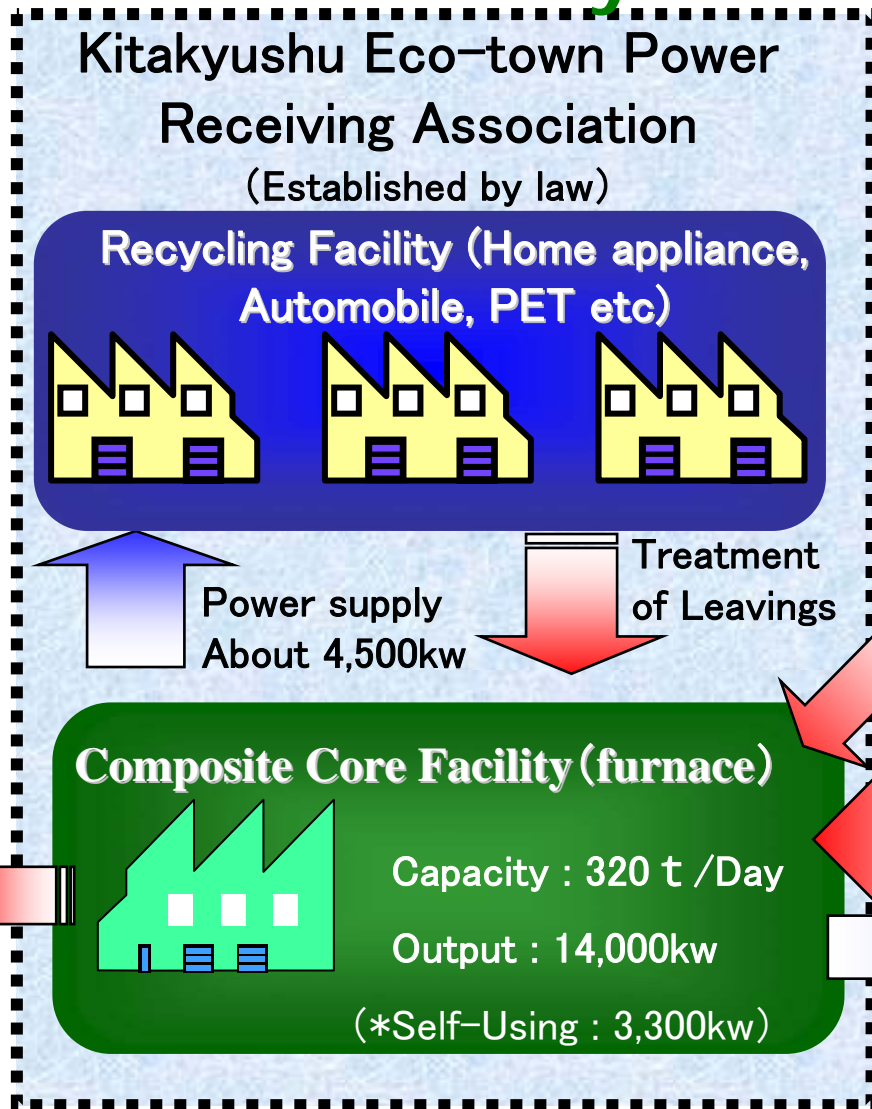 Kitakyushu Eco-town Power
Receiving Association
(Established by law)
Recycling Facility (Home appliance,
Automobile, PET etc)
Power supply
About 4,500kw
Treatment
of Leavings
Composite Core Facility(furnace)
Capacity : 320 t /Day
Output : 14,000kw
(*Self-Using : 3,300kw)